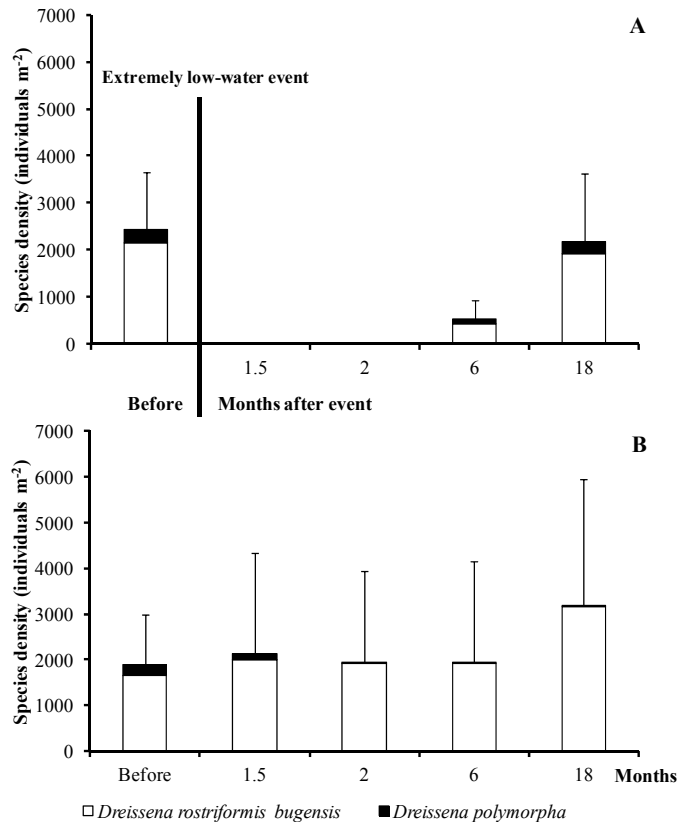 7000
A
6000
Extremely low-water event
5000
4000
3000
2000
1000
0
Species density (individuals m⁻²)
1.5 2 6 18
Before Months after event
7000
B
6000
5000
4000
3000
2000
1000
0
Species density (individuals m⁻²)
Before 1.5 2 6 18 Months
Dreissena rostriformis bugensis Dreissena polymorpha